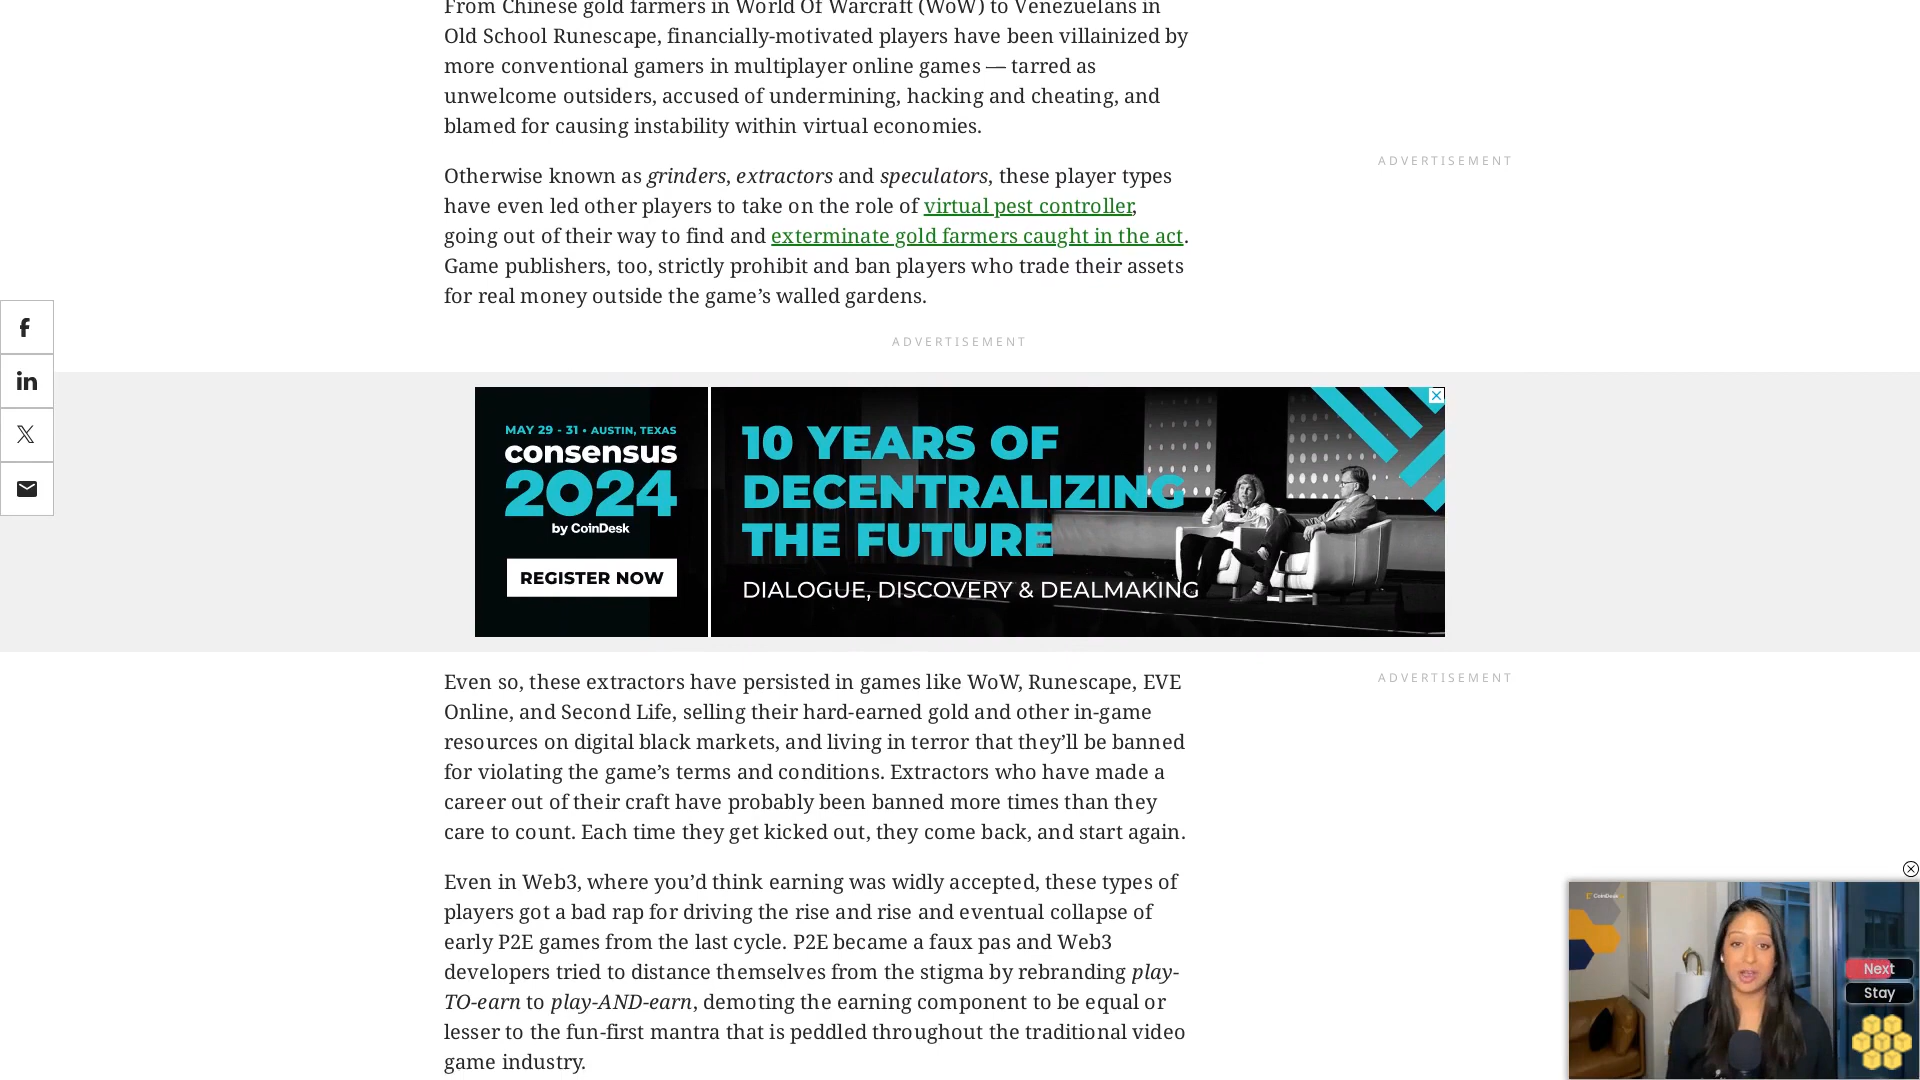 From Chinese gold farmers in World Of Warcraft (WoW) to Venezuelans in
Old School Runescape, financially-motivated players have been villainized by
more conventional gamers in multiplayer online games — tarred as
unwelcome outsiders, accused of undermining, hacking and cheating, and
blamed for causing instability within virtual economies.
ADVERTISEMENT
Otherwise known as grinders, extractors and speculators, these player types
have even led other players to take on the role of virtual pest controller,
going out of their way to find and exterminate gold farmers caught in the act.
Game publishers, too, strictly prohibit and ban players who trade their assets
for real money outside the game’s walled gardens.
ADVERTISEMENT
MAY 29 - 31 • AUSTIN, TEXAS
consensus
2024
by CoinDesk
REGISTER NOW
10 YEARS OF
DECENTRALIZING
THE FUTURE
DIALOGUE, DISCOVERY & DEALMAKING
ADVERTISEMENT
Even so, these extractors have persisted in games like WoW, Runescape, EVE
Online, and Second Life, selling their hard-earned gold and other in-game
resources on digital black markets, and living in terror that they’ll be banned
for violating the game’s terms and conditions. Extractors who have made a
career out of their craft have probably been banned more times than they
care to count. Each time they get kicked out, they come back, and start again.
Even in Web3, where you’d think earning was widly accepted, these types of
players got a bad rap for driving the rise and rise and eventual collapse of
early P2E games from the last cycle. P2E became a faux pas and Web3
developers tried to distance themselves from the stigma by rebranding play-
TO-earn to play-AND-earn, demoting the earning component to be equal or
lesser to the fun-first mantra that is peddled throughout the traditional video
game industry.
CoinDesk
Next
Stay